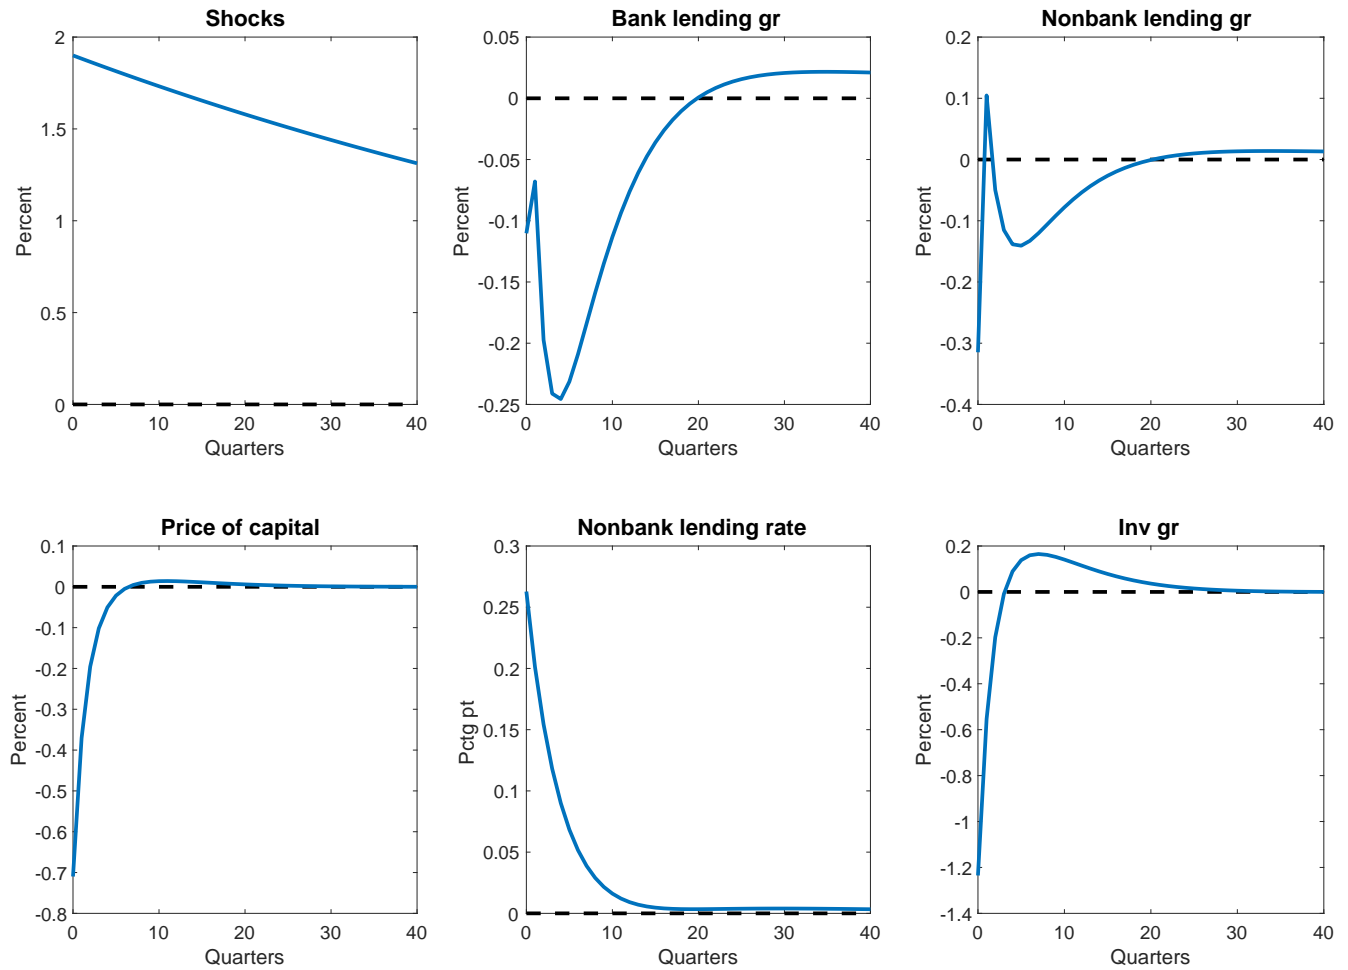 Shocks
Percent
2
1.5
1
0.5
0
0 10 20 30 40
Quarters
Bank lending gr
Percent
0.05
0
-0.05
-0.1
-0.15
-0.2
-0.25
0 10 20 30 40
Quarters
Nonbank lending gr
Percent
0.2
0.1
0
-0.1
-0.2
-0.3
-0.4
0 10 20 30 40
Quarters
Price of capital
Percent
0.1
0
-0.1
-0.2
-0.3
-0.4
-0.5
-0.6
-0.7
-0.8
0 10 20 30 40
Quarters
Nonbank lending rate
Pctg pt
0.3
0.25
0.2
0.15
0.1
0.05
0
0 10 20 30 40
Quarters
Inv gr
Percent
0.2
0
-0.2
-0.4
-0.6
-0.8
-1
-1.2
-1.4
0 10 20 30 40
Quarters